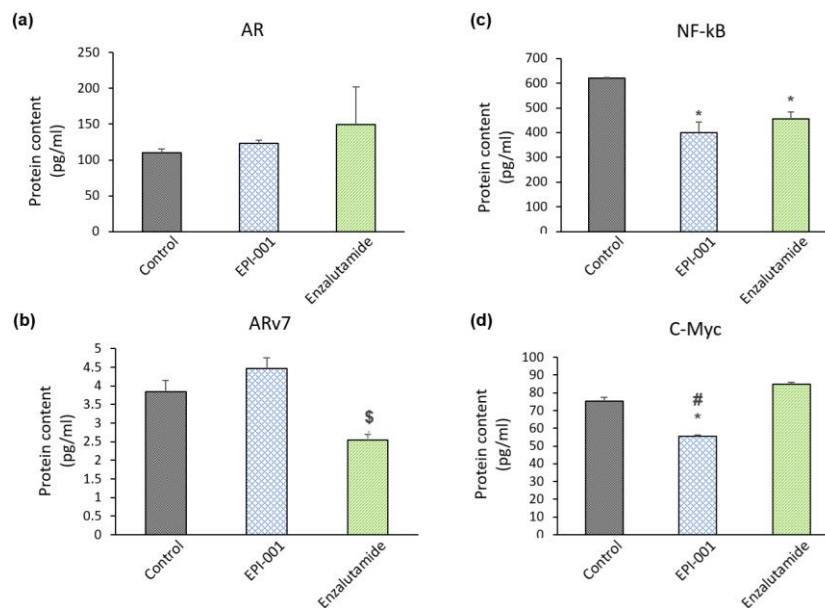 (a)
AR
Protein content
(pg/ml)
250
200
150
100
50
0
Control
EPI-001
Enzalutamide
(b)
ARv7
Protein content
(pg/ml)
5
4.5
4
3.5
3
2.5
2
1.5
1
0.5
0
$
Control
EPI-001
Enzalutamide
(c)
NF-kB
Protein content
(pg/ml)
700
600
500
400
300
200
100
0
*
*
Control
EPI-001
Enzalutamide
(d)
C-Myc
Protein content
(pg/ml)
100
90
80
70
60
50
40
30
20
10
0
#
*
Control
EPI-001
Enzalutamide